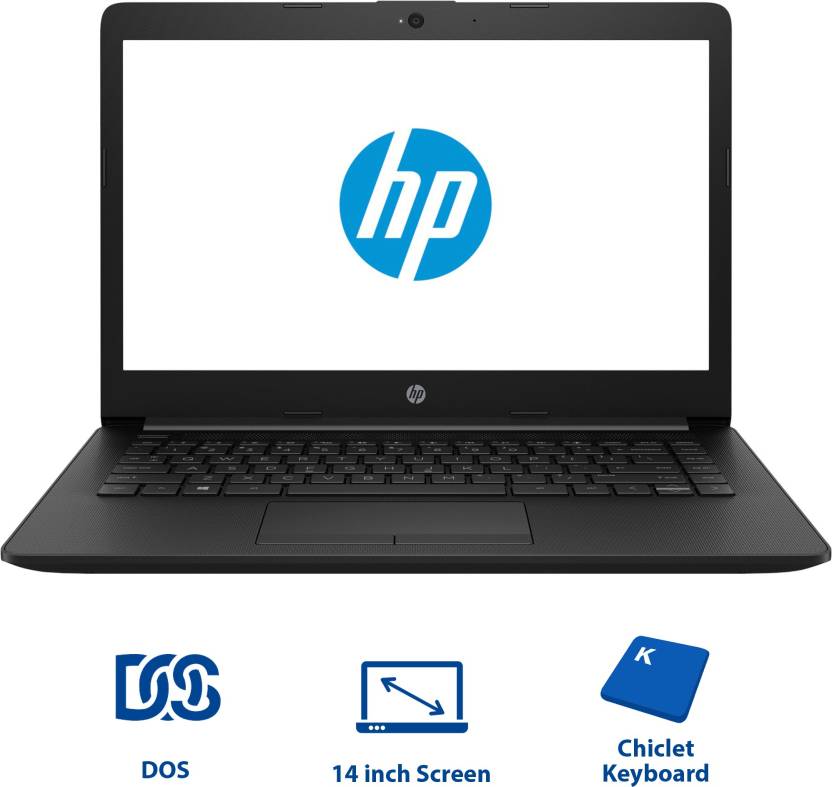 hp
hp
Q W E R T Y U
A S D F G H J K L
Z X C V B N M
DOS
K
DOS
14 inch Screen
Chiclet
Keyboard